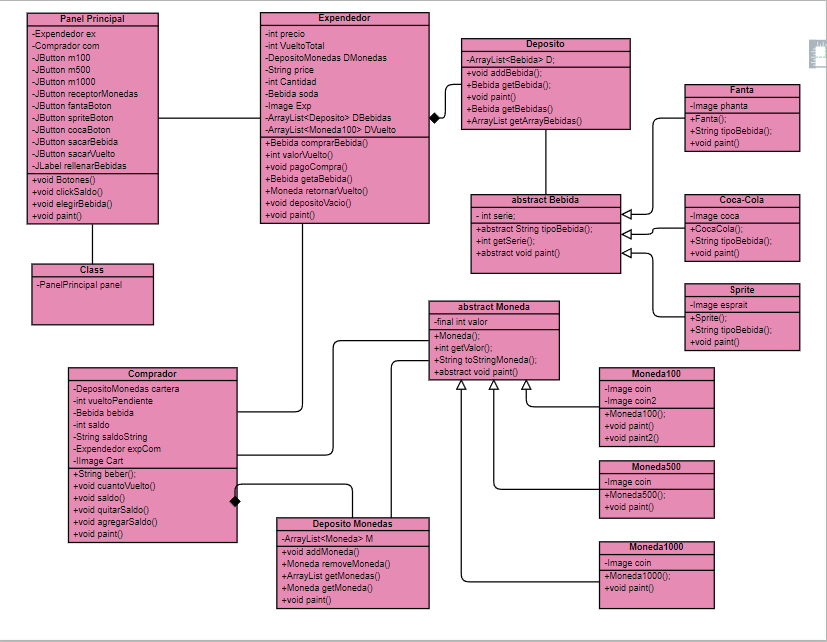 Panel Principal
-Expendedor ex
-Comprador com
-JButton m100
-JButton m500
-JButton m1000
-JButton receptorMonedas
-JButton fantaBoton
-JButton spriteBoton
-JButton cocaBoton
-JButton sacarBebida
-JButton sacarVuelto
-JLabel rellenarBebidas
+void Botones()
+void clickSaldo()
+void elegirBebida()
+void paint()
Class
-PanelPrincipal panel
Expendedor
-int precio
-int VueltoTotal
-DepositoMonedas DMonedas
-String price
-int Cantidad
-Bebida soda
-Image Exp
-ArrayList<Deposito> DBebidas
-ArrayList<Moneda100> DVuelto
+Bebida comprarBebida()
+int valorVuelto()
+void pagoCompra()
+Bebida getaBebida()
+Moneda retornarVuelto()
+void depositoVacio()
+void paint()
Deposito
-ArrayList<Bebida> D;
+void addBebida();
+Bebida getBebida();
+void paint()
+Bebida getBebidas()
+ArrayList getArrayBebidas()
abstract Bebida
- int serie;
+abstract String tipoBebida();
+int getSerie();
+abstract void paint()
Fanta
-Image phanta
+Fanta();
+String tipoBebida();
+void paint()
Coca-Cola
-Image coca
+CocaCola();
+String tipoBebida();
+void paint()
Sprite
-Image esprait
+Sprite();
+String tipoBebida();
+void paint()
abstract Moneda
-final int valor
+Moneda();
+int getValor();
+String toStringMoneda();
+abstract void paint()
Comprador
-DepositoMonedas cartera
-int vueltoPendiente
-Bebida bebida
-int saldo
-String saldoString
-Expendedor expCom
-IImage Cart
+String beber();
+void cuantoVuelto()
+void saldo()
+void quitarSaldo()
+void agregarSaldo()
+void paint()
Deposito Monedas
-ArrayList<Moneda> M
+void addMoneda()
+Moneda removeMoneda()
+ArrayList getMonedas()
+Moneda getMoneda()
+void paint()
Moneda100
-Image coin
-Image coin2
+Moneda100();
+void paint()
+void paint2()
Moneda500
-Image coin
+Moneda500();
+void paint()
Moneda1000
-Image coin
+Moneda1000();
+void paint()